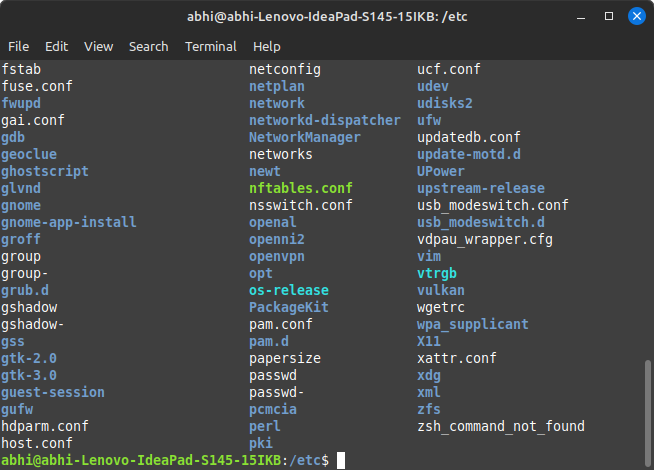 abhi@abhi-Lenovo-IdeaPad-S145-15IKB: /etc
File Edit View Search Terminal Help
fstab netconfig ucf.conf
fuse.conf netplan udev
fwupd network udisks2
gai.conf networkd-dispatcher ufw
gdb NetworkManager updatedb.conf
geoclue networks update-motd.d
ghostscript newt UPower
glvnd nftables.conf upstream-release
gnome nsswitch.conf usb_modeswitch.conf
gnome-app-install openal usb_modeswitch.d
groff openni2 vdpau_wrapper.cfg
group openvpn vim
group- opt vtrgb
grub.d os-release vulkan
gshadow PackageKit wgetrc
gshadow- pam.conf wpa_supplicant
gss pam.d X11
gtk-2.0 papersize xattr.conf
gtk-3.0 passwd xdg
guest-session passwd- xml
gufw pcmcia zfs
hdparm.conf perl zsh_command_not_found
host.conf pki
abhi@abhi-Lenovo-IdeaPad-S145-15IKB:/etc$